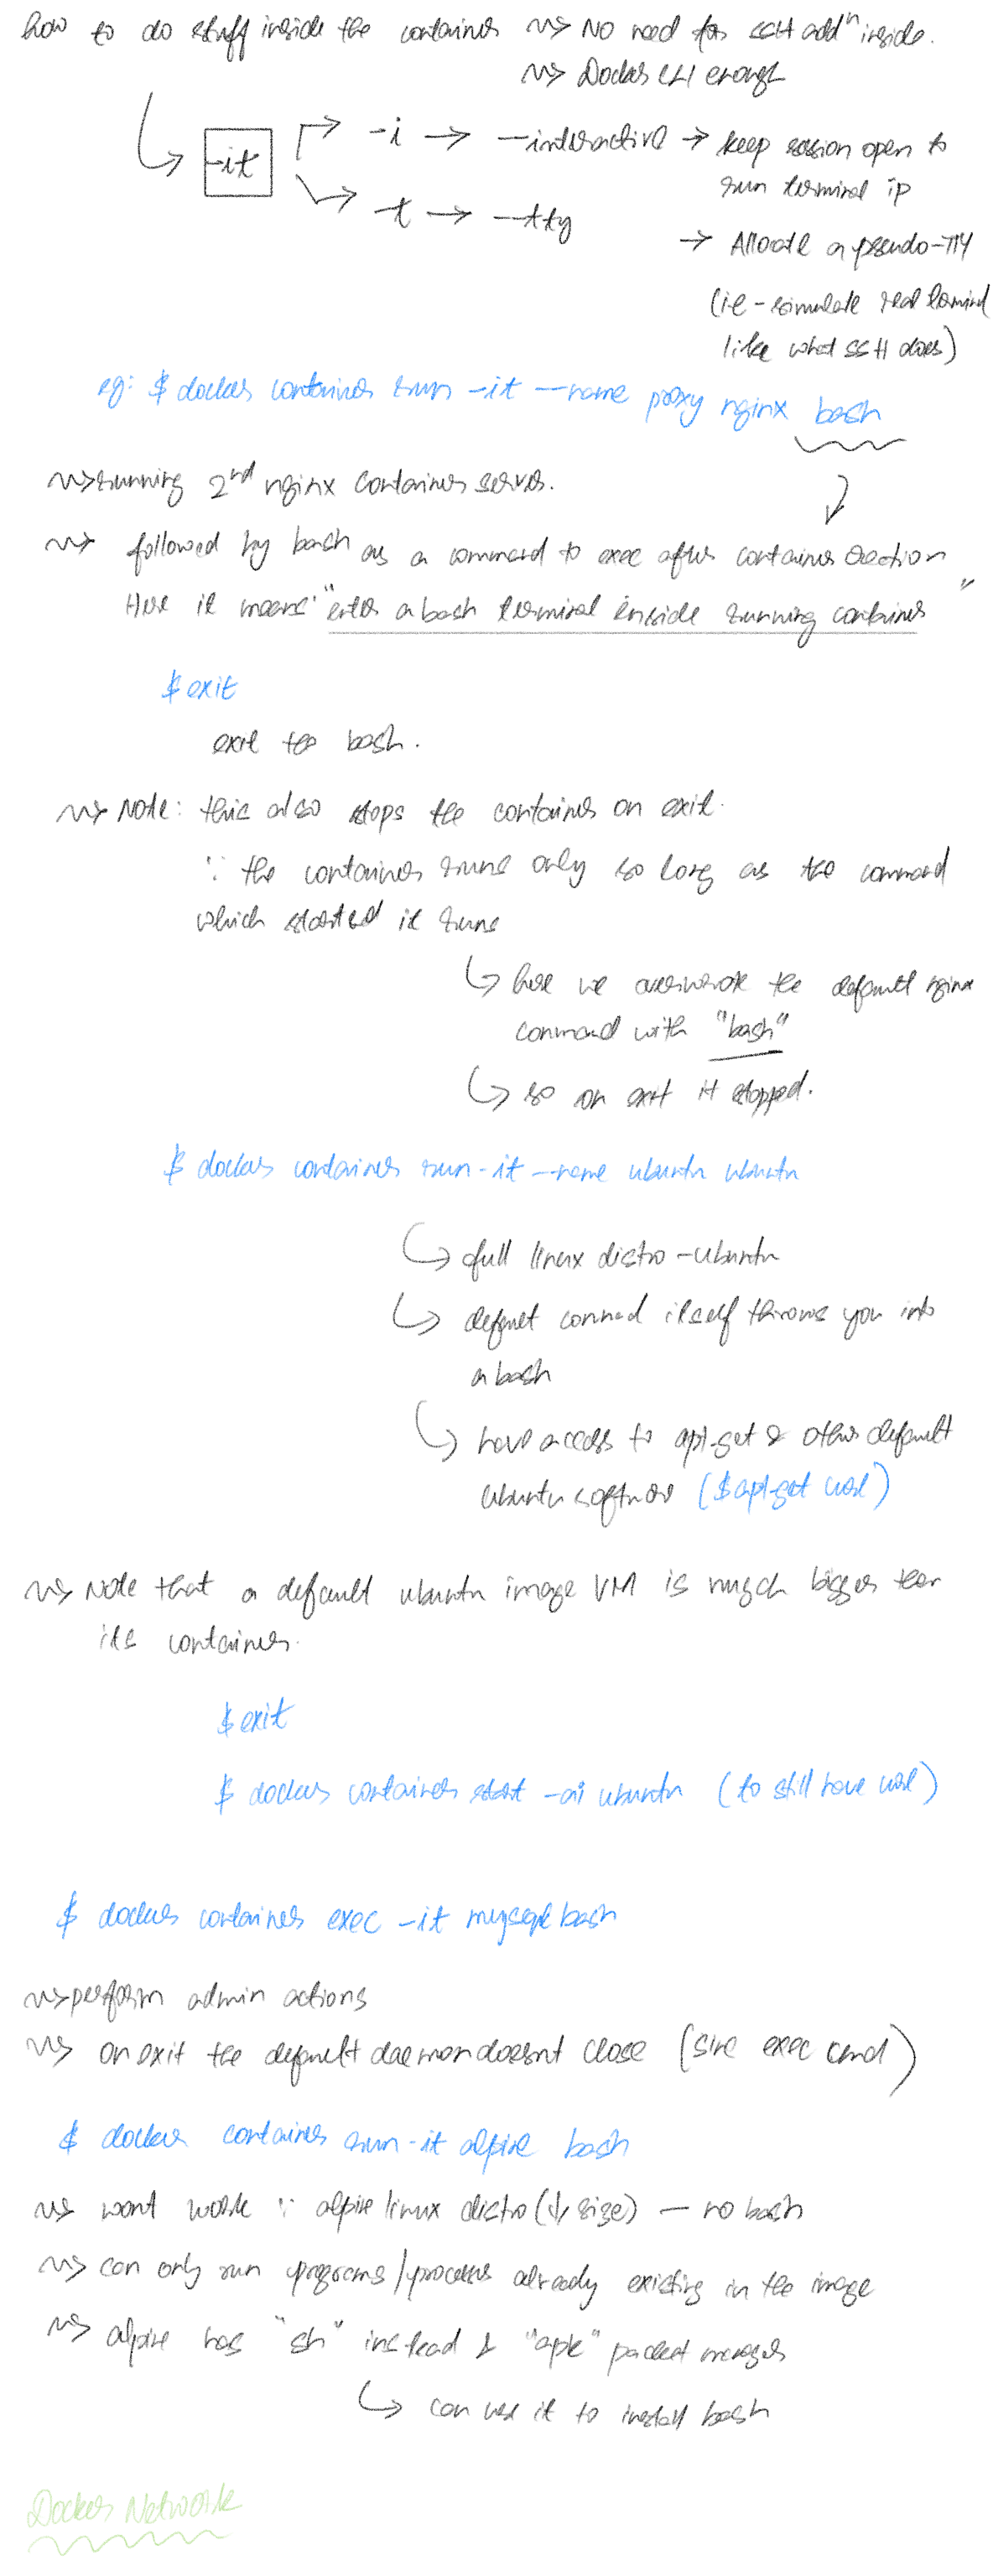 how to do stuff inside the container ~> No need for SSH addn inside.
~> Docker CLI enough
-it → -i → --interactive → keep session open to
run terminal ip
→ -t → --tty
→ Allocate a pseudo-TTY
(ie - simulate real terminal
like what SSH does)
eg: $ docker container run -it --name proxy nginx bash
~> running 2nd nginx container server.
~> followed by bash as a command to exec after container creation
Here it means "enter a bash terminal inside running container"
$ exit
exit the bash.
~> Note: this also stops the container on exit.
∵ the container runs only so long as the command
which started it runs
↳ here we overwrote the default nginx
command with "bash"
↳ so on exit it stopped.
$ docker container run -it --name ubuntu ubuntu
↳ full linux distro - ubuntu
↳ default command itself throws you into
a bash
↳ have access to apt-get & other default
ubuntu software ($ apt-get curl)
~> Note that a default ubuntu image VM is much bigger than
its container.
$ exit
$ docker container start -ai ubuntu (to still have curl)
$ docker container exec -it mysql bash
~> perform admin actions
~> on exit the default daemon doesnt close (since exec cmd)
$ docker container run -it alpine bash
~> wont work ∵ alpine linux distro (↓ size) — no bash
~> can only run programs/process already existing in the image
~> alpine has "sh" instead & "apk" packet manager
↳ can use it to install bash
Docker Network